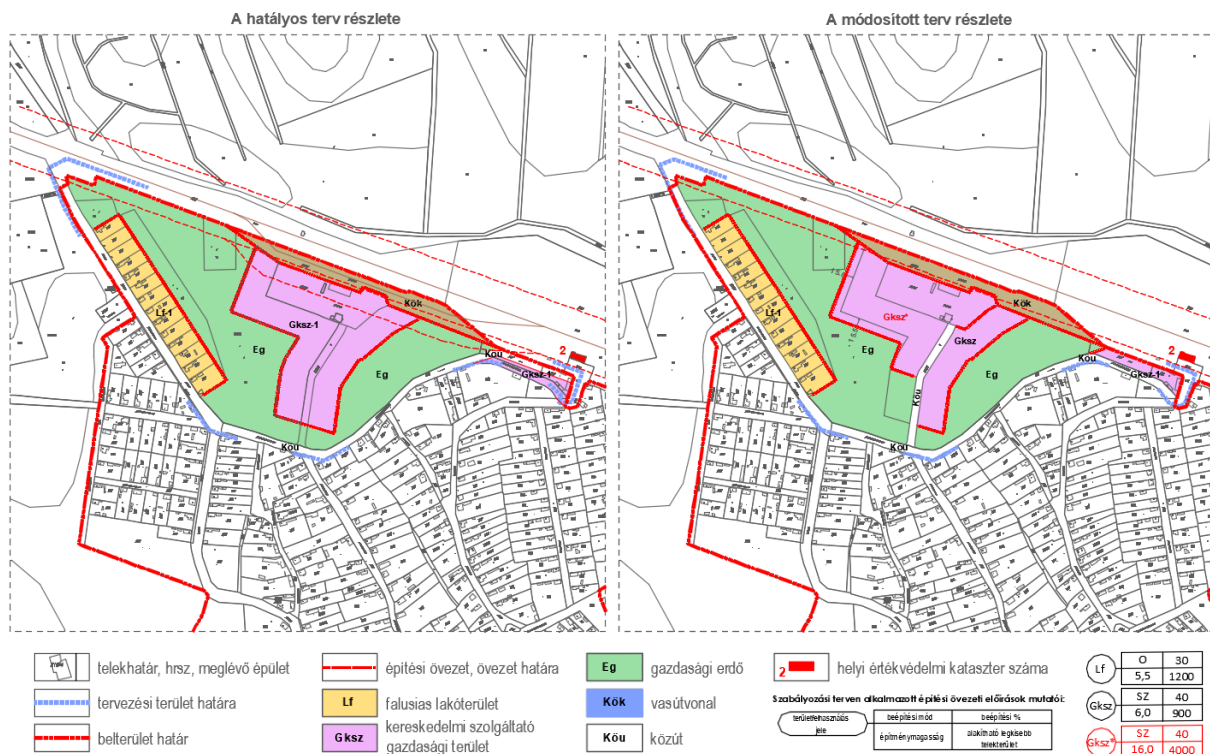 A hatályos terv részlete
A módosított terv részlete
Lf-1
Gksz-1
Eg
Eg
Kök
Köu
Köu
Gksz-1
2
Lf-1
Gksz*
Gksz
Eg
Eg
Kök
Köu
Köu
Köu
Gksz-1*
2
telekhatár, hrsz, meglévő épület
építési övezet, övezet határa
Eg gazdasági erdő
2 helyi értékvédelmi kataszter száma
tervezési terület határa
Lf falusias lakóterület
Kök vasútvonal
belterület határ
Gksz kereskedelmi szolgáltató
gazdasági terület
Köu közút
Szabályozási terven alkalmazott építési övezeti előírások mutatói:
területfelhasználás
jele
beépítési mód
beépítési %
építménymagasság
alakítható legkisebb
telekterület
Lf
O 30
5,5 1200
Gksz
SZ 40
6,0 900
Gksz*
SZ 40
16,0 4000